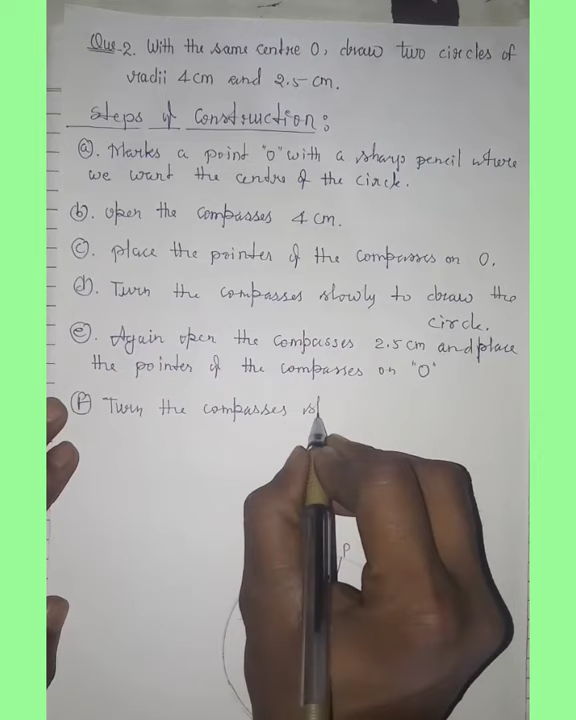 Que-2. With the same centre O, draw two circles of
radii 4cm and 2.5 cm.
Steps of Construction:
(a). Marks a point "O" with a sharp pencil where
we want the centre of the circle.
(b). Open the compasses 4 cm.
(c). place the pointer of the compasses on O.
(d). Turn the compasses slowly to draw the
circle.
(e). Again open the compasses 2.5 cm and place
the pointer of the compasses on "O"
(f) Turn the compasses sl
P